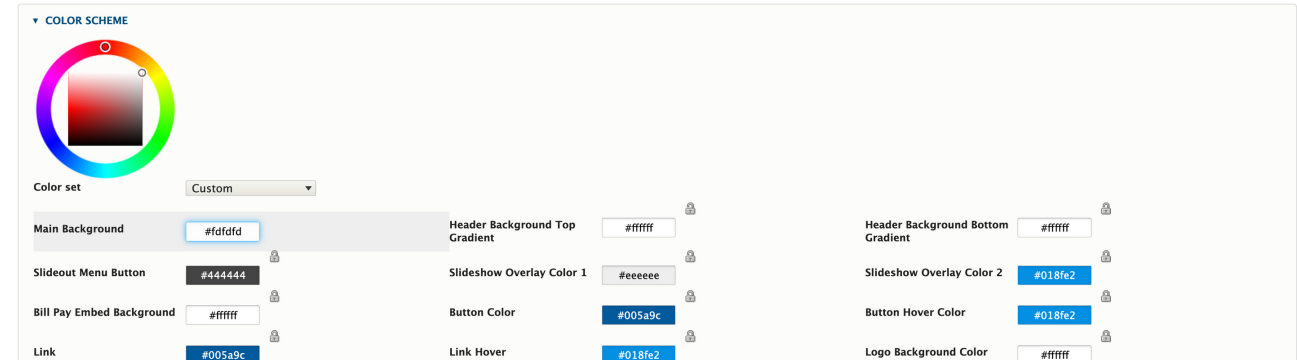 ▼ COLOR SCHEME
Color set Custom ▼
Main Background #fdfdfd Header Background Top Gradient #ffffff Header Background Bottom Gradient #ffffff
Slideout Menu Button #444444 Slideshow Overlay Color 1 #eeeeee Slideshow Overlay Color 2 #018fe2
Bill Pay Embed Background #ffffff Button Color #005a9c Button Hover Color #018fe2
Link #005a9c Link Hover #018fe2 Logo Background Color #ffffff